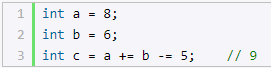 1 int a = 8;
2 int b = 6;
3 int c = a += b -= 5;    // 9